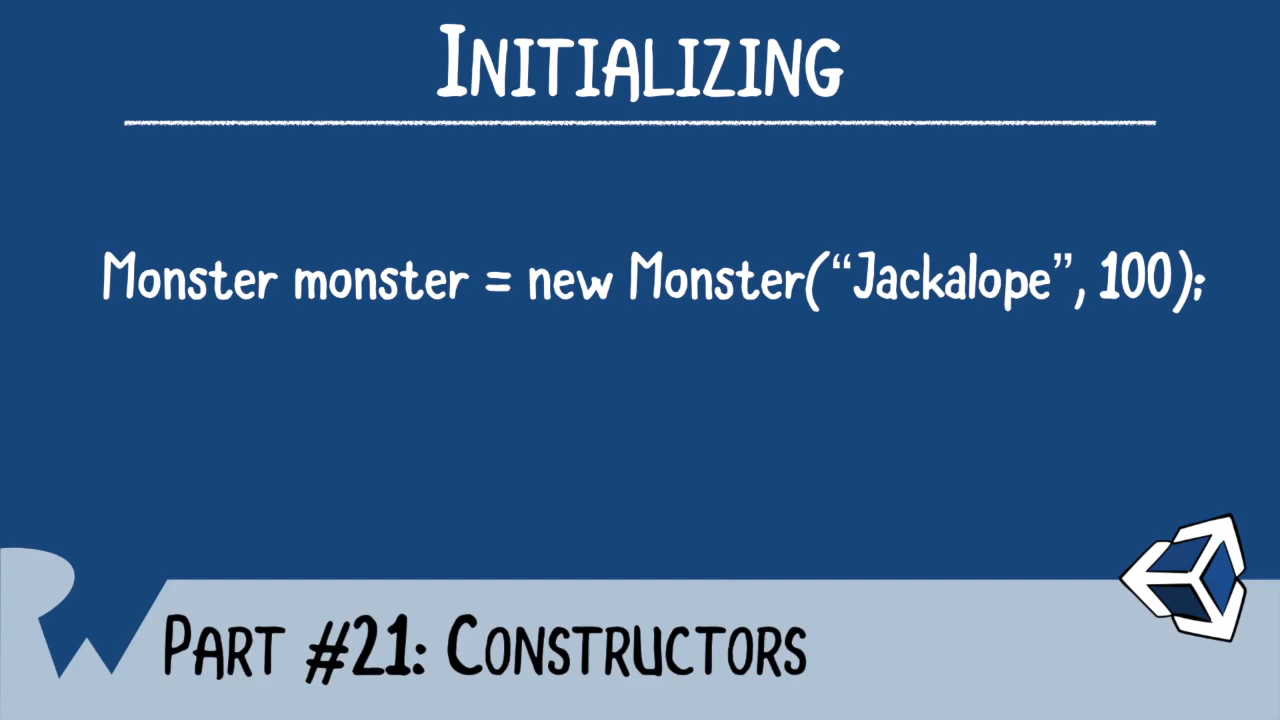 Initializing
Monster monster = new Monster(“Jackalope”, 100);
Part #21: Constructors